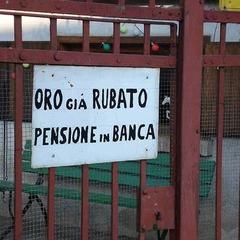 ORO GIÀ RUBATO
PENSIONE IN BANCA